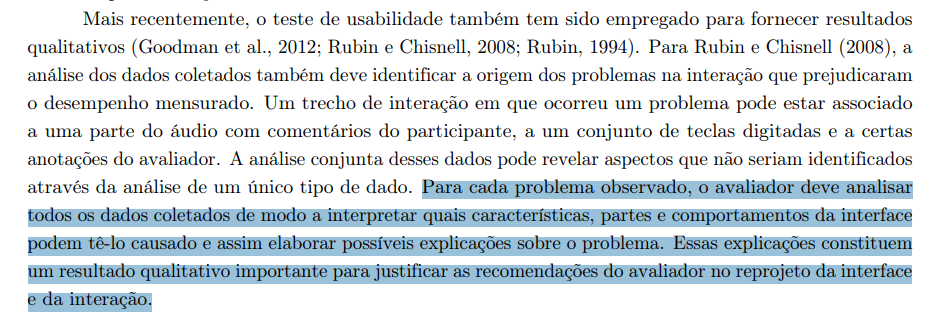 Mais recentemente, o teste de usabilidade também tem sido empregado para fornecer resultados
qualitativos (Goodman et al., 2012; Rubin e Chisnell, 2008; Rubin, 1994). Para Rubin e Chisnell (2008), a
análise dos dados coletados também deve identificar a origem dos problemas na interação que prejudicaram
o desempenho mensurado. Um trecho de interação em que ocorreu um problema pode estar associado
a uma parte do áudio com comentários do participante, a um conjunto de teclas digitadas e a certas
anotações do avaliador. A análise conjunta desses dados pode revelar aspectos que não seriam identificados
através da análise de um único tipo de dado. Para cada problema observado, o avaliador deve analisar
todos os dados coletados de modo a interpretar quais características, partes e comportamentos da interface
podem tê-lo causado e assim elaborar possíveis explicações sobre o problema. Essas explicações constituem
um resultado qualitativo importante para justificar as recomendações do avaliador no reprojeto da interface
e da interação.